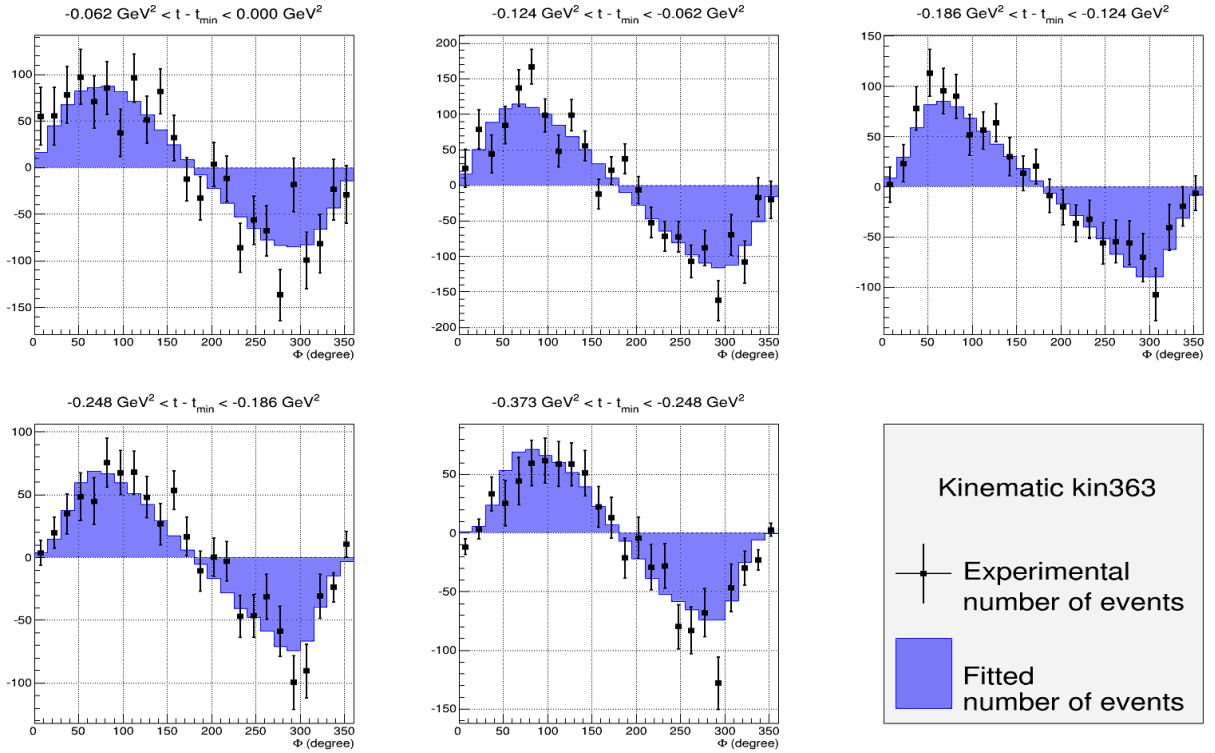 -0.062 GeV² < t - t_min < 0.000 GeV²
100
50
0
-50
-100
-150
0 50 100 150 200 250 300 350
Φ (degree)
-0.124 GeV² < t - t_min < -0.062 GeV²
200
150
100
50
0
-50
-100
-150
-200
0 50 100 150 200 250 300 350
Φ (degree)
-0.186 GeV² < t - t_min < -0.124 GeV²
150
100
50
0
-50
-100
0 50 100 150 200 250 300 350
Φ (degree)
-0.248 GeV² < t - t_min < -0.186 GeV²
100
50
0
-50
-100
0 50 100 150 200 250 300 350
Φ (degree)
-0.373 GeV² < t - t_min < -0.248 GeV²
50
0
-50
-100
-150
0 50 100 150 200 250 300 350
Φ (degree)
Kinematic kin363
Experimental
number of events
Fitted
number of events